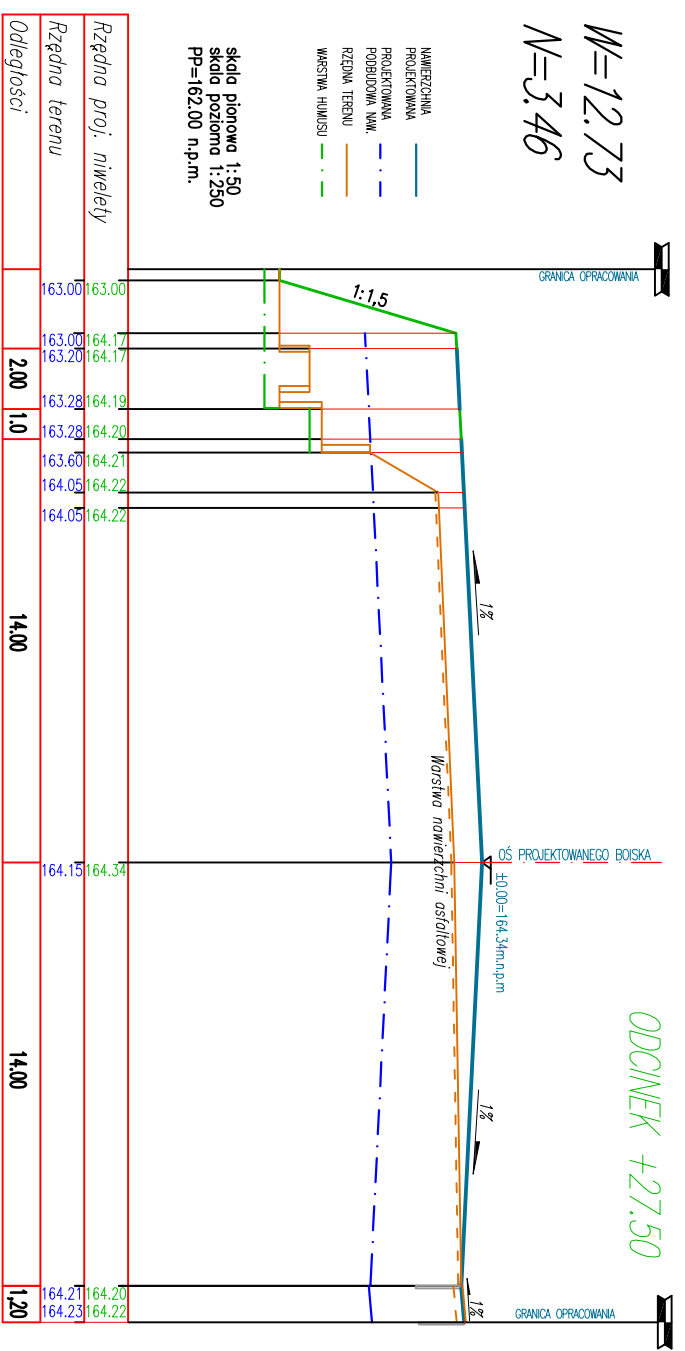 W=12.73
N=3.46
ODCINEK +27.50
GRANICA OPRACOWANIA
OŚ PROJEKTOWANEGO BOISKA
GRANICA OPRACOWANIA
±0.00=164.34m.n.p.m
1:1,5
1%
1%
1%
Warstwa nawierzchni asfaltowej
NAWIERZCHNIA
PROJEKTOWANA
PROJEKTOWANA
PODBUDOWA NAW.
RZĘDNA TERENU
WARSTWA HUMUSU
skala pionowa 1:50
skala pozioma 1:250
PP=162.00 n.p.m.
Rzędna proj. niwelety
163.00 164.17 164.17 164.19 164.20 164.21 164.22 164.22 164.34 164.20 164.22
Rzędna terenu
163.00 163.00 163.20 163.28 163.28 163.60 164.05 164.05 164.15 164.21 164.23
Odległości
2.00 1.0 14.00 14.00 1,20